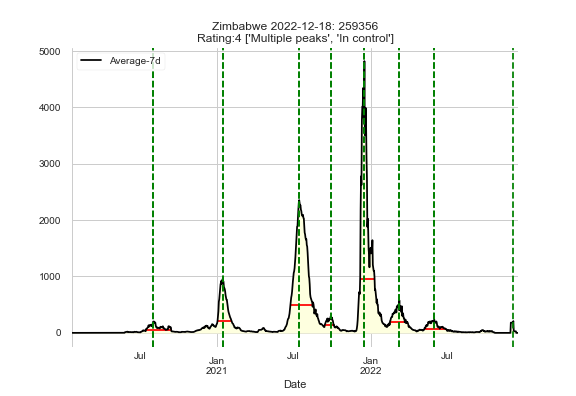 Zimbabwe 2022-12-18: 259356
Rating:4 ['Multiple peaks', 'In control']
Average-7d
5000
4000
3000
2000
1000
0
Jul
Jan
2021
Jul
Jan
2022
Jul
Date